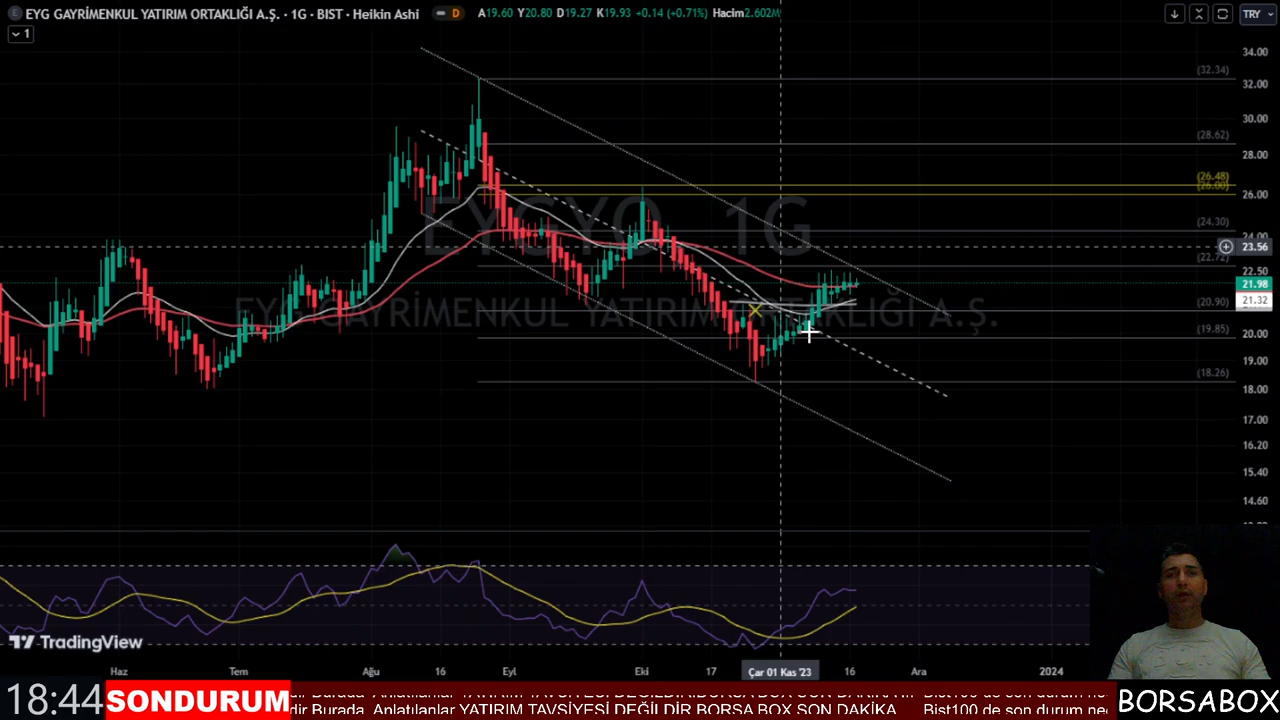 EYG GAYRİMENKUL YATIRIM ORTAKLIĞI A.Ş. · 1G · BIST · Heikin Ashi
D A19.60 Y20.80 D19.27 K19.93 +0.14 (+0.71%) Hacim2.602M
TRY
1
34.00
(32.34)
32.00
30.00
(28.62)
28.00
(26.48)
(26.00)
26.00
(24.30)
24.00
23.56
(22.72)
22.50
21.98
21.32
(20.90)
20.00
(19.85)
19.00
(18.26)
18.00
17.00
16.20
15.40
14.60
EYGYO, 1G
EYG GAYRİMENKUL YATIRIM ORTAKLIĞI A.Ş.
TradingView
Haz
Tem
Ağu
16
Eyl
Eki
17
Çar 01 Kas '23
16
Ara
2024
18:44
SONDURUM
dir Burada Anlatılanlar YATIRIM TAVSİYESİ DEĞİLDİR BORSA BOX SON DAKİKA
Bist100 de son durum
BORSABOX